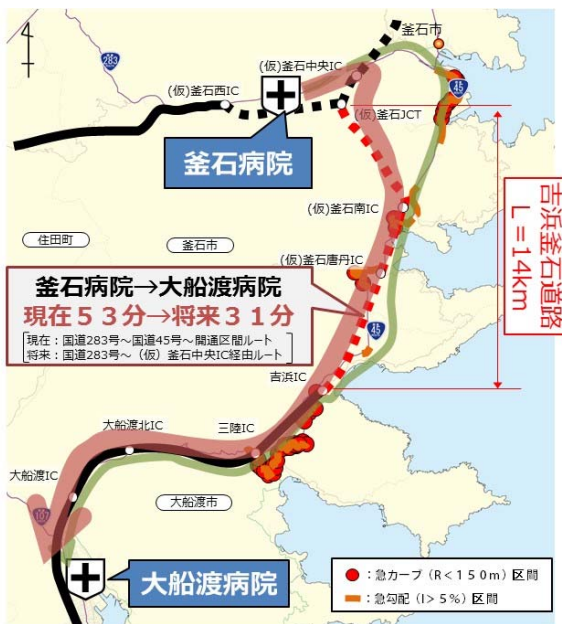 釜石市
283
(仮)釜石中央IC
(仮)釜石西IC
45
(仮)釜石JCT
釜石病院
(仮)釜石南IC
住田町
釜石市
(仮)釜石唐丹IC
吉浜釜石道路
L=14km
釜石病院→大船渡病院
現在53分→将来31分
現在:国道283号~国道45号~開通区間ルート
将来:国道283号~(仮)釜石中央IC経由ルート
45
吉浜IC
大船渡北IC
三陸IC
大船渡IC
107
大船渡市
大船渡病院
:急カーブ(R<150m)区間
:急勾配(I>5%)区間